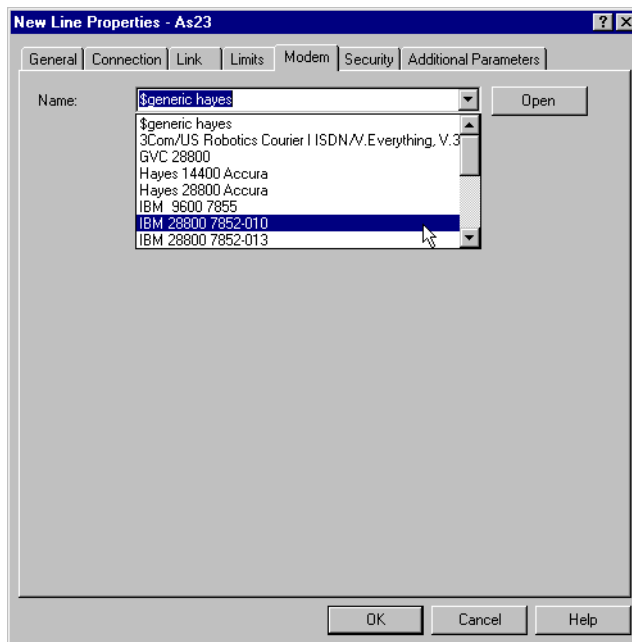 New Line Properties - As23
General Connection Link Limits Modem Security Additional Parameters
Name: $generic hayes Open
$generic hayes
3Com/US Robotics Courier I ISDN/V.Everything, V.3
GVC 28800
Hayes 14400 Accura
Hayes 28800 Accura
IBM 9600 7855
IBM 28800 7852-010
IBM 28800 7852-013
OK Cancel Help